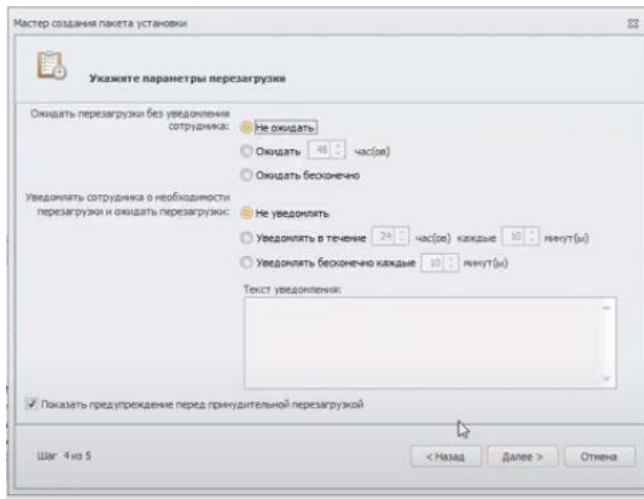 Мастер создания пакета установки
Укажите параметры перезагрузки
Ожидать перезагрузки без уведомления
сотрудника:
Не ожидать
Ожидать 48 час(ов)
Ожидать бесконечно
Уведомлять сотрудника о необходимости
перезагрузки и ожидать перезагрузки:
Не уведомлять
Уведомлять в течение 24 час(ов) каждые 10 минут(ы)
Уведомлять бесконечно каждые 10 минут(ы)
Текст уведомления:
Показать предупреждение перед принудительной перезагрузкой
Шаг 4 из 5
< Назад
Далее >
Отмена